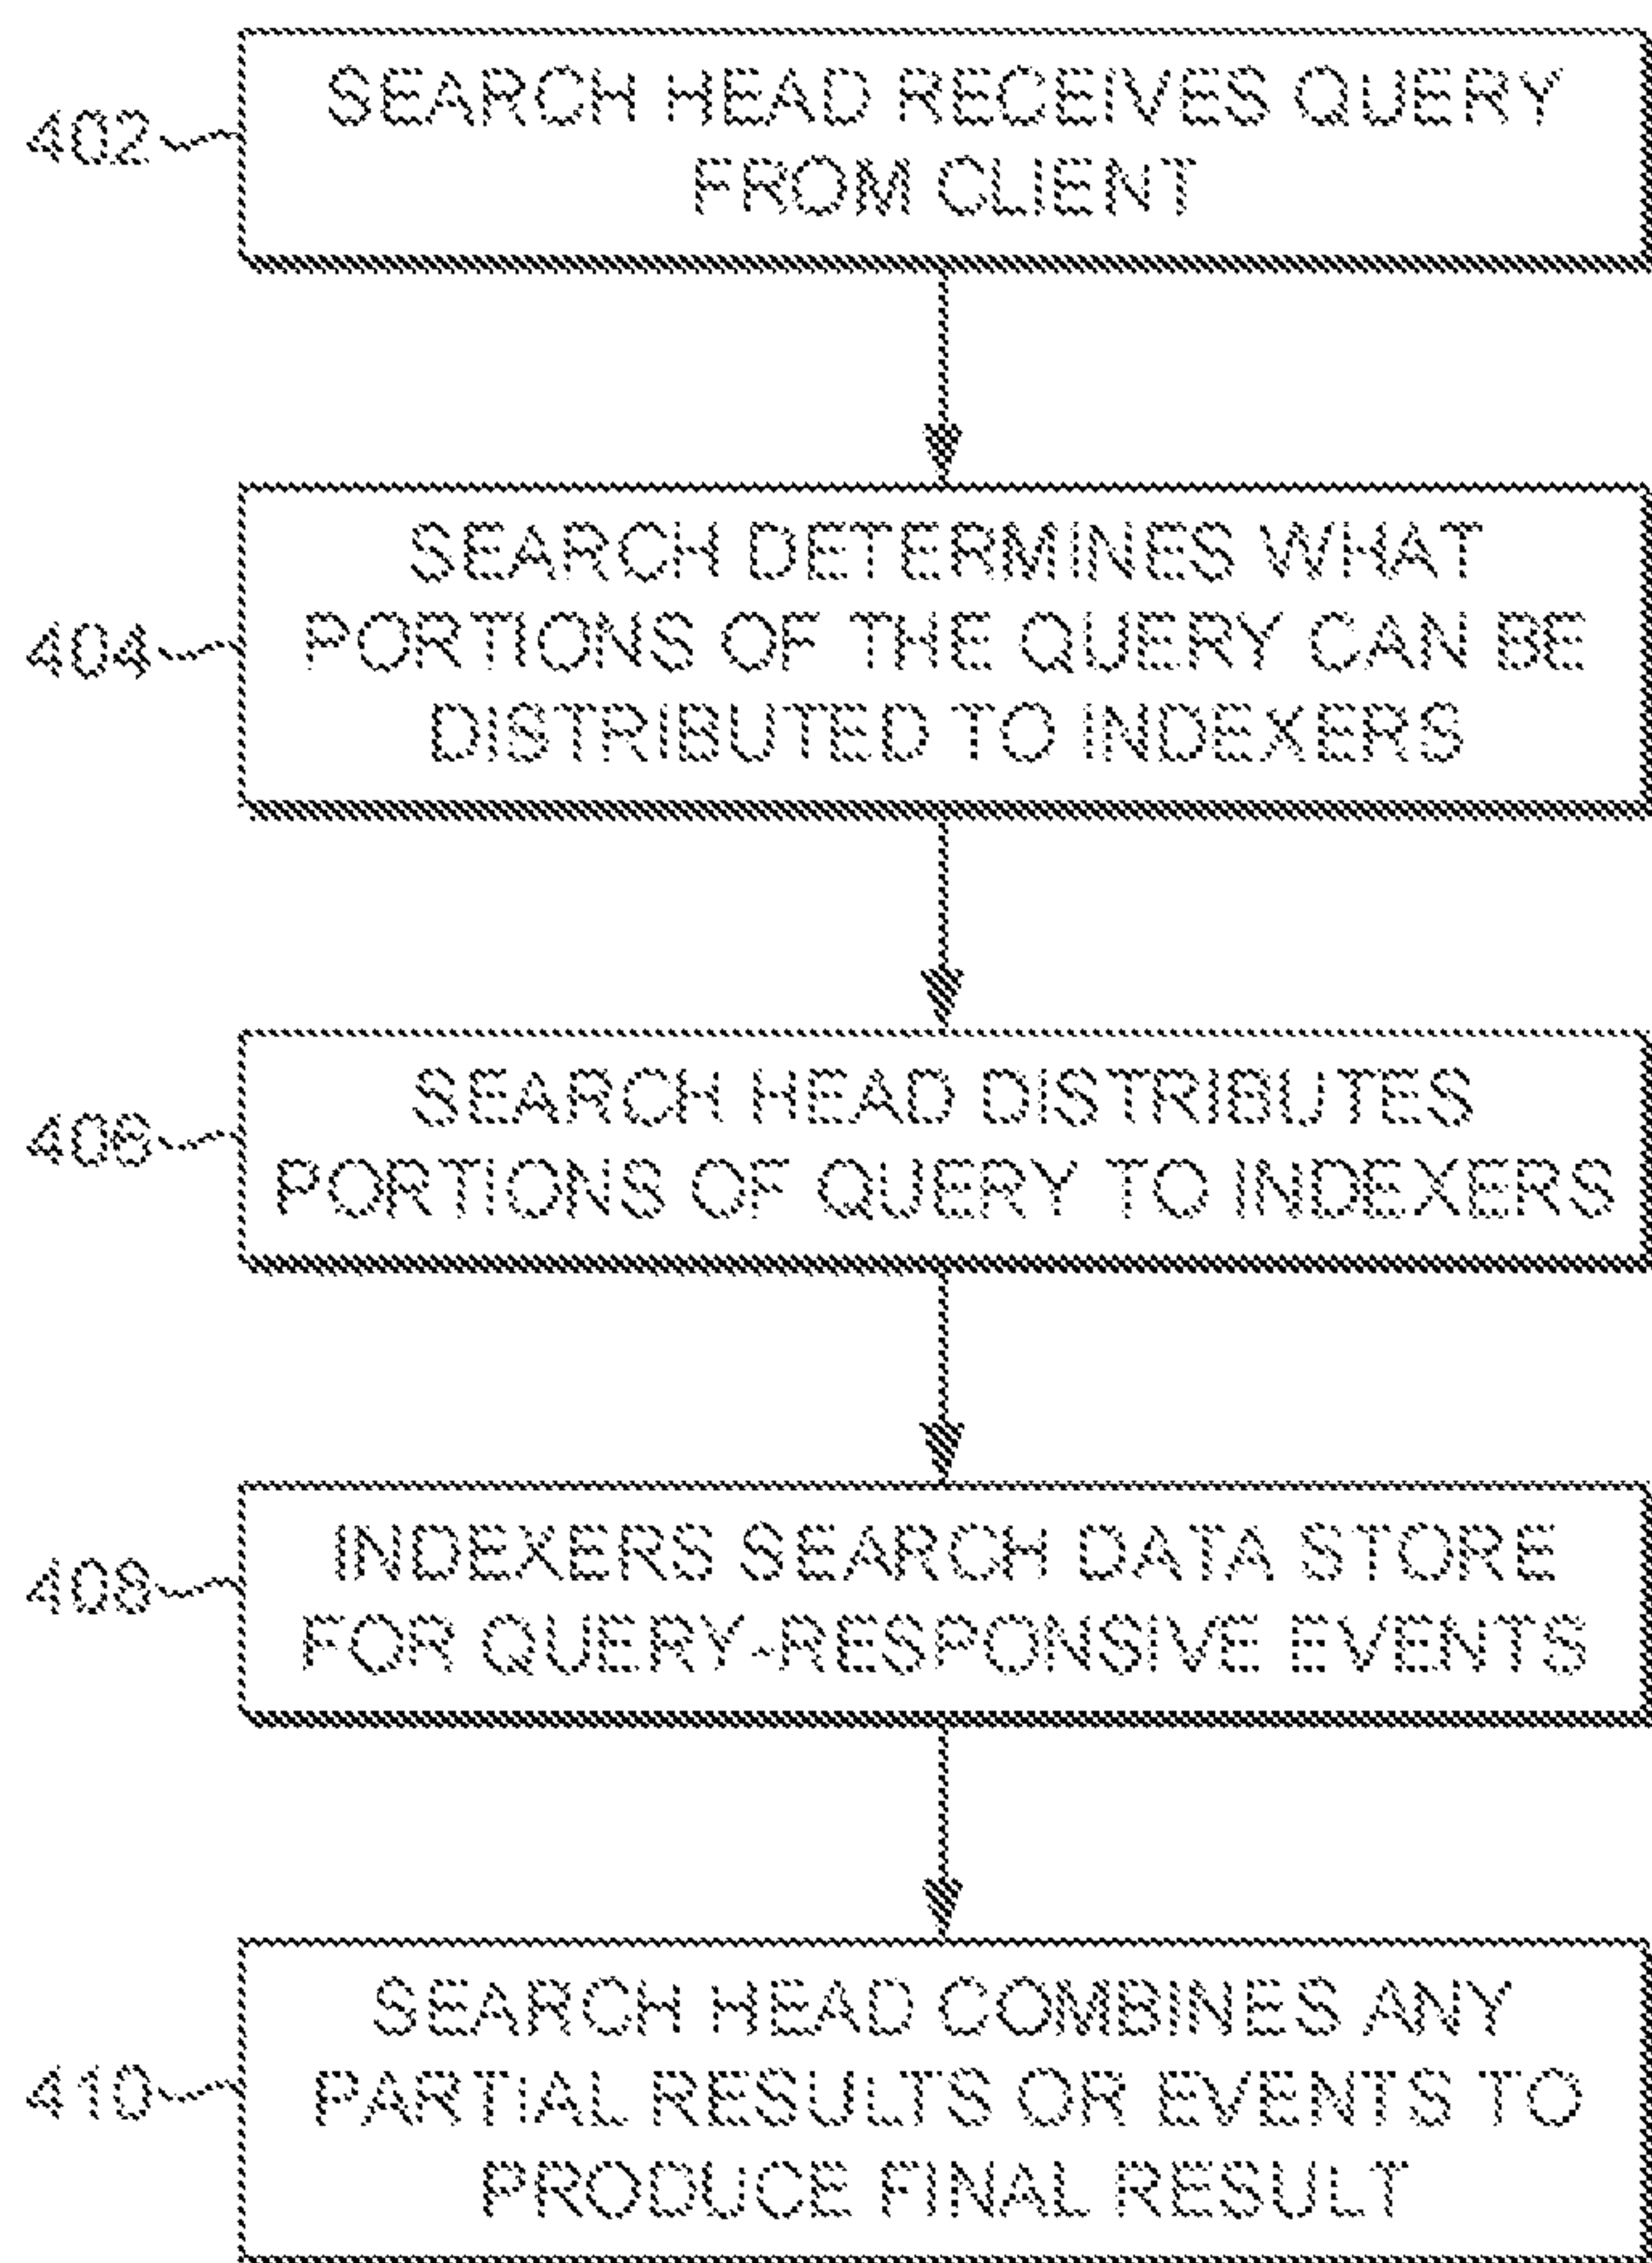 402
SEARCH HEAD RECEIVES QUERY
FROM CLIENT
404
SEARCH DETERMINES WHAT
PORTIONS OF THE QUERY CAN BE
DISTRIBUTED TO INDEXERS
406
SEARCH HEAD DISTRIBUTES
PORTIONS OF QUERY TO INDEXERS
408
INDEXERS SEARCH DATA STORE
FOR QUERY-RESPONSIVE EVENTS
410
SEARCH HEAD COMBINES ANY
PARTIAL RESULTS OR EVENTS TO
PRODUCE FINAL RESULT